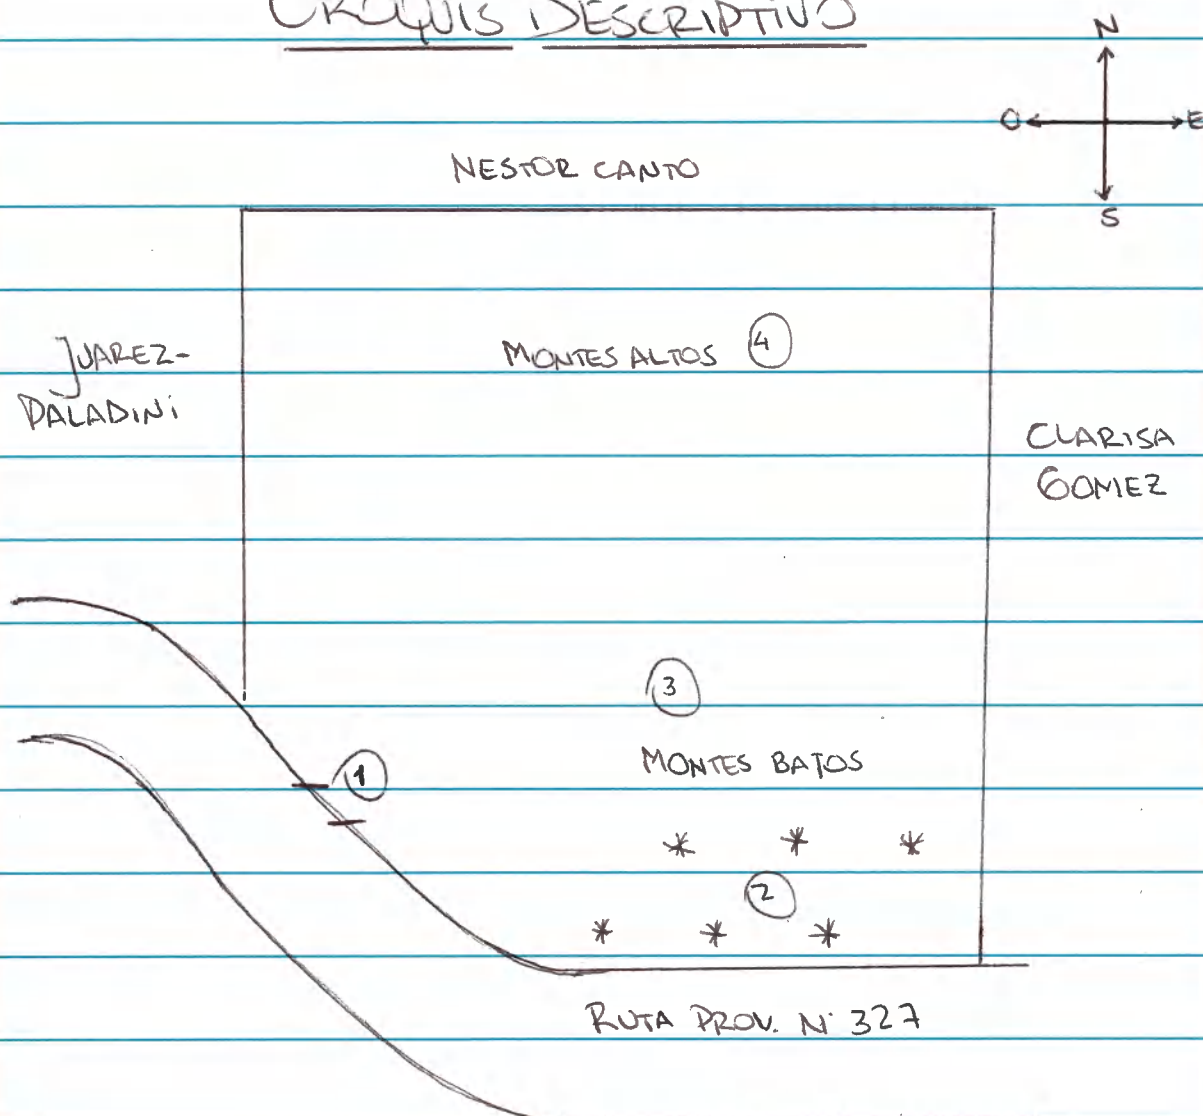 CROQUIS DESCRIPTIVO
N
O E
S
NESTOR CANTO
JUAREZ-
PALADINI
MONTES ALTOS 4
CLARISA
GOMEZ
3
MONTES BAJOS
1
2
RUTA PROV. N° 327